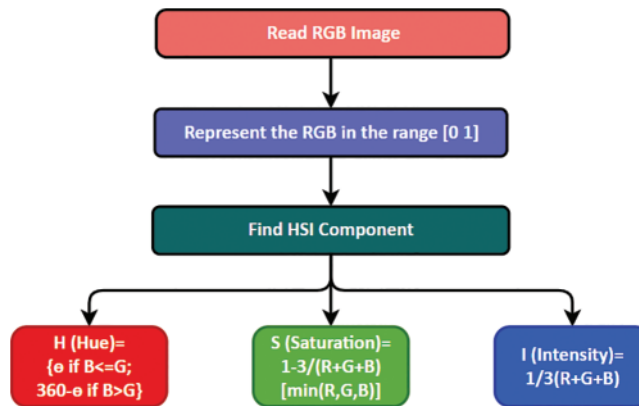 Read RGB Image
Represent the RGB in the range [0 1]
Find HSI Component
H (Hue)=
{ɵ if B<=G;
360-ɵ if B>G}
S (Saturation)=
1-3/(R+G+B)
[min(R,G,B)]
I (Intensity)=
1/3(R+G+B)